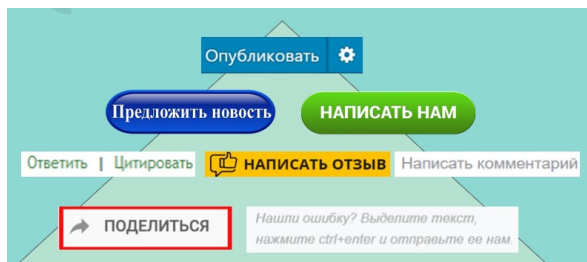 Опубликовать
Предложить новость НАПИСАТЬ НАМ
Ответить | Цитировать НАПИСАТЬ ОТЗЫВ Написать комментарий
ПОДЕЛИТЬСЯ
Нашли ошибку? Выделите текст,
нажмите ctrl+enter и отправьте ее нам.